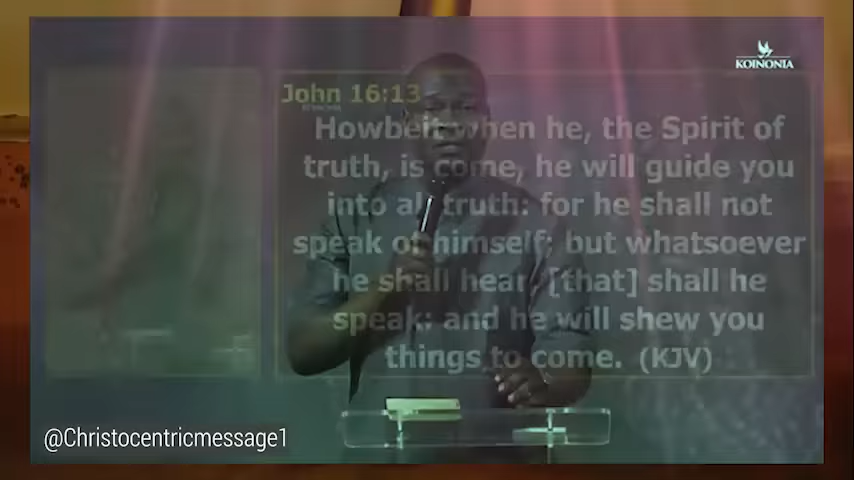 KOINONIA
John 16:13
Howbeit when he, the Spirit of
truth, is come, he will guide you
into all truth: for he shall not
speak of himself; but whatsoever
he shall hear, [that] shall he
speak: and he will shew you
things to come. (KJV)
@Christocentricmessage1